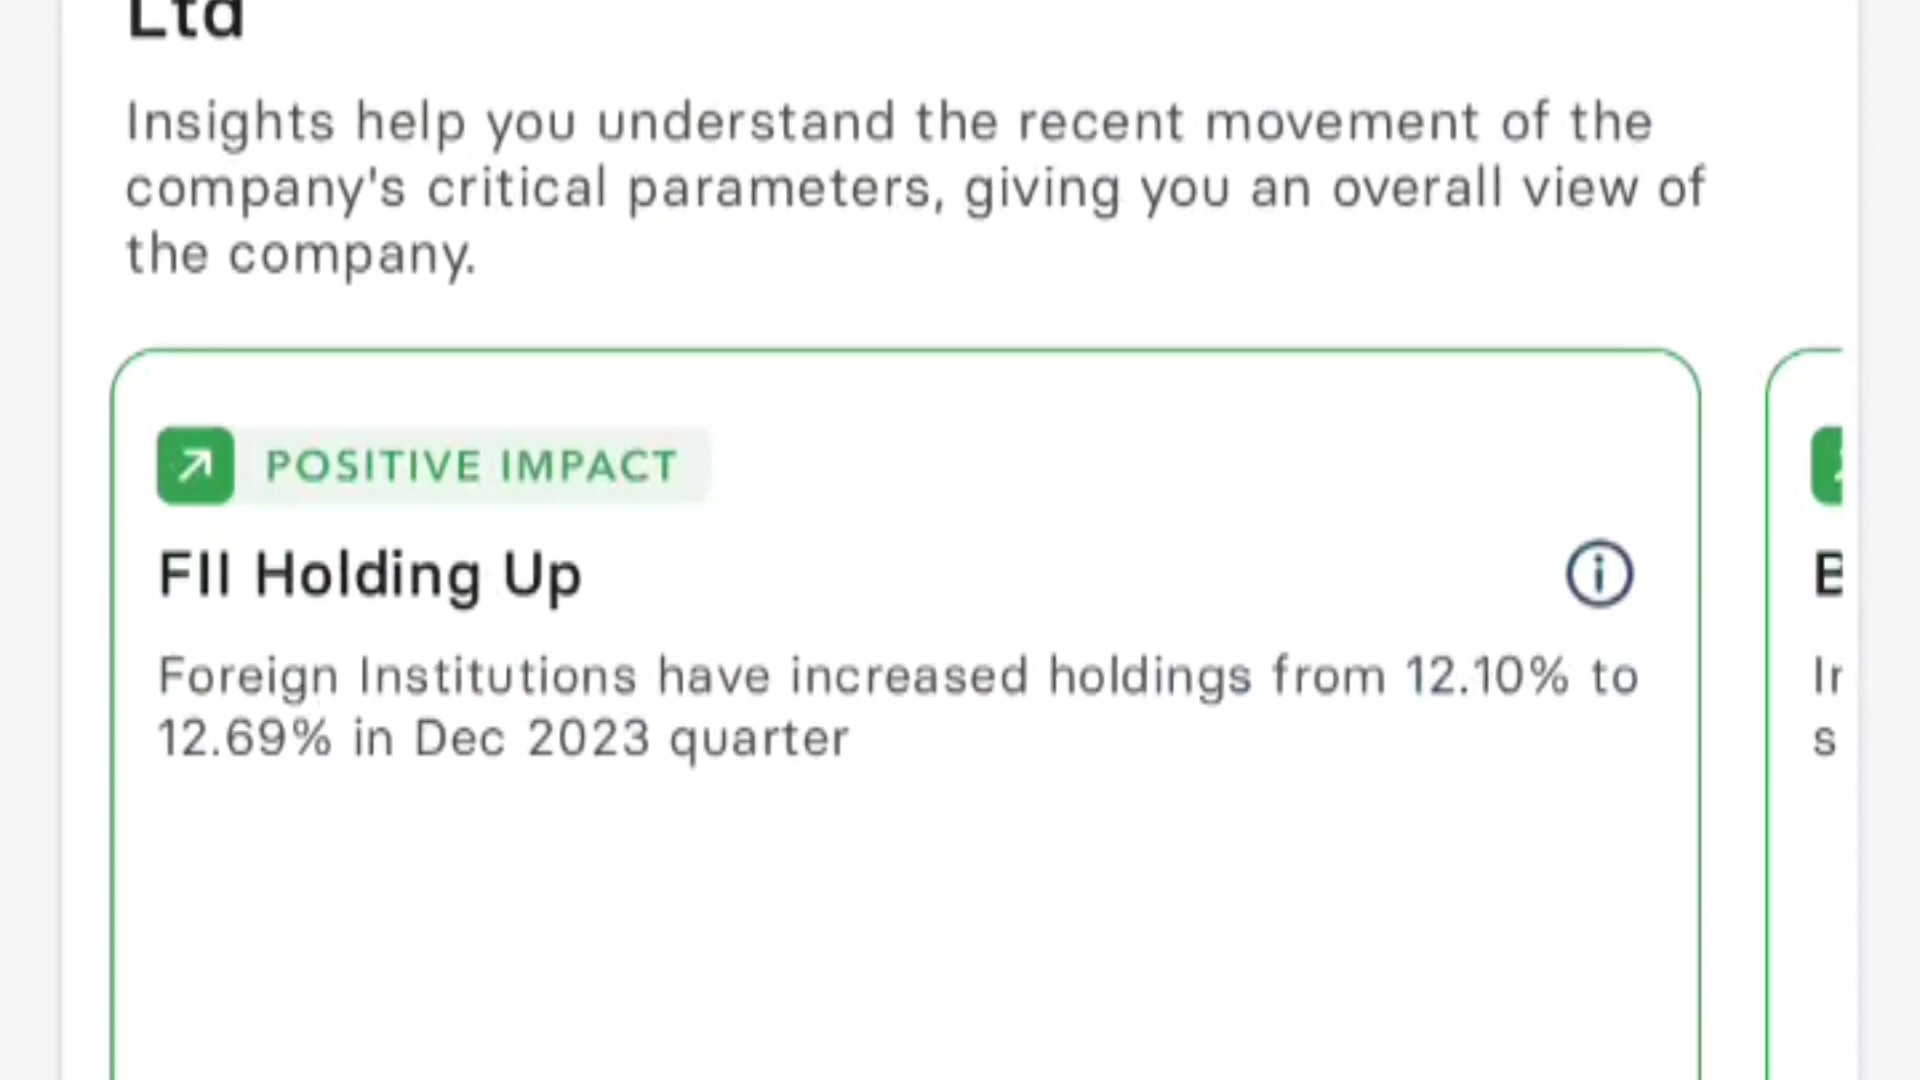 Ltd
Insights help you understand the recent movement of the
company's critical parameters, giving you an overall view of
the company.
POSITIVE IMPACT
FII Holding Up
Foreign Institutions have increased holdings from 12.10% to
12.69% in Dec 2023 quarter